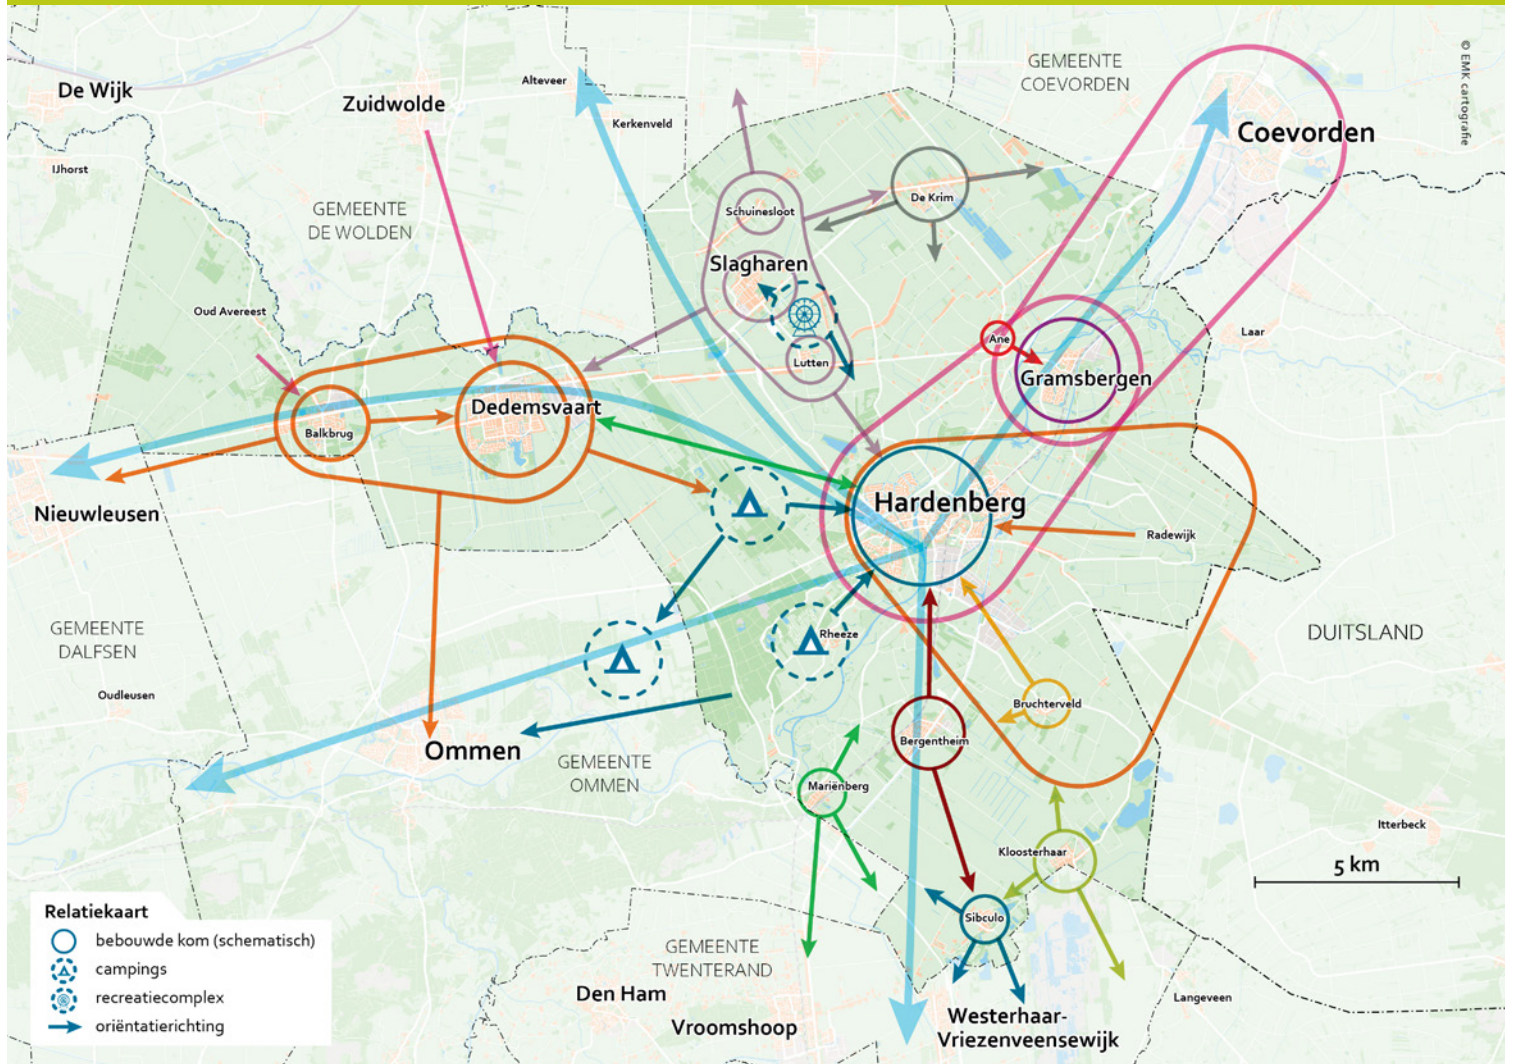 © EMK cartografie
GEMEENTE
COEVORDEN
De Wijk
Zuidwolde
Alteveer
Kerkenveld
Coevorden
IJhorst
GEMEENTE
DE WOLDEN
Schuinesloot
De Krim
Slagharen
Oud Avereest
Lutten
Ane
Laar
Gramsbergen
Dedemsvaart
Balkbrug
Nieuwleusen
Hardenberg
Radewijk
GEMEENTE
DALFSEN
Rheeze
DUITSLAND
Oudleusen
Bruchterveld
Ommen
Bergentheim
GEMEENTE
OMMEN
Mariënberg
Itterbeck
Kloosterhaar
5 km
Sibculo
GEMEENTE
TWENTERAND
Den Ham
Vroomshoop
Langeveen
Westerhaar-
Vriezenveensewijk
Relatiekaart
bebouwde kom (schematisch)
campings
recreatiecomplex
oriëntatierichting